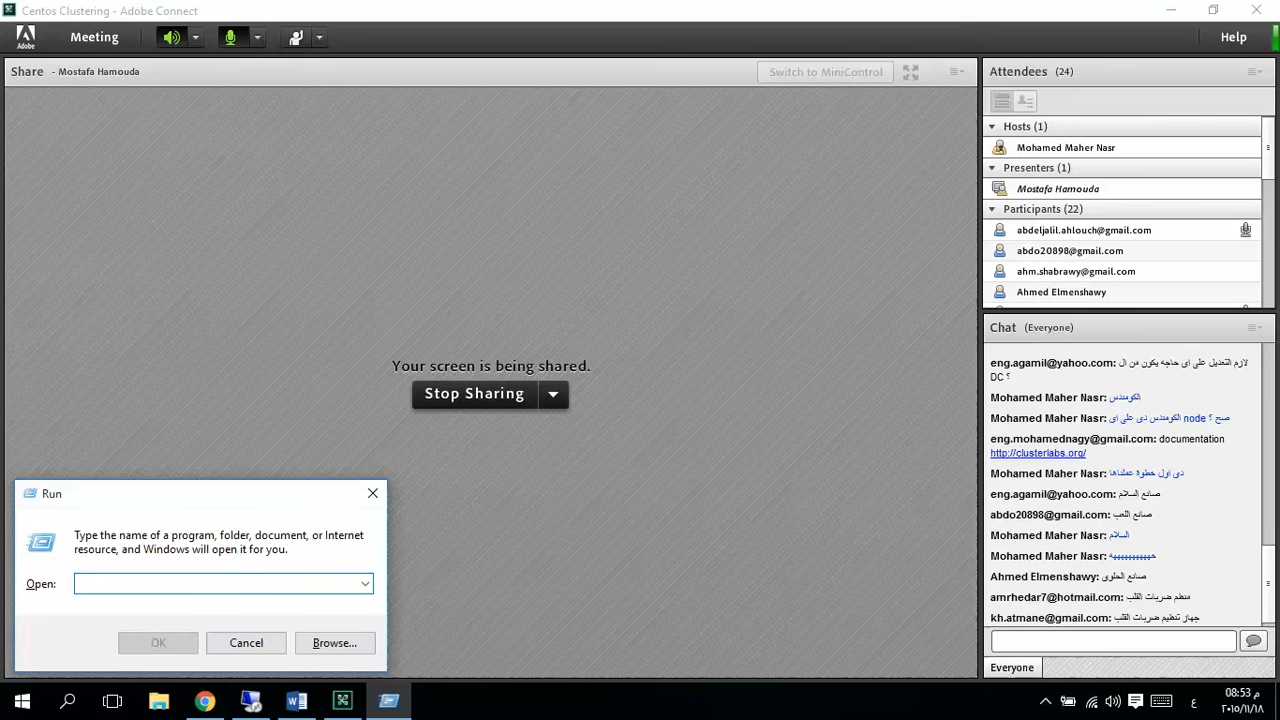 Centos Clustering - Adobe Connect
Adobe
Meeting
Help
Share - Mostafa Hamouda
Switch to MiniControl
Your screen is being shared.
Stop Sharing
Run
Type the name of a program, folder, document, or Internet
resource, and Windows will open it for you.
Open:
OK
Cancel
Browse...
Attendees (24)
Hosts (1)
Mohamed Maher Nasr
Presenters (1)
Mostafa Hamouda
Participants (22)
abdeljalil.ahlouch@gmail.com
abdo20898@gmail.com
ahm.shabrawy@gmail.com
Ahmed Elmenshawy
Chat (Everyone)
eng.agamil@yahoo.com: لازم التعديل على اى حاجه يكون من ال
DC ؟
Mohamed Maher Nasr: الكومندس
Mohamed Maher Nasr: صح ؟ node الكومندس دى على اى
eng.mohamednagy@gmail.com: documentation
http://clusterlabs.org/
Mohamed Maher Nasr: دى اول خطوة عملناها
eng.agamil@yahoo.com: صانع السلام
abdo20898@gmail.com: صانع اللعب
Mohamed Maher Nasr: السلام
Mohamed Maher Nasr:
Ahmed Elmenshawy: صانع الحلوى
amrhedar7@hotmail.com: منظم ضربات القلب
kh.atmane@gmail.com: جهاز تنظيم ضربات القلب
Everyone
ع
08:53 م
٢٠١٥/١١/١٨